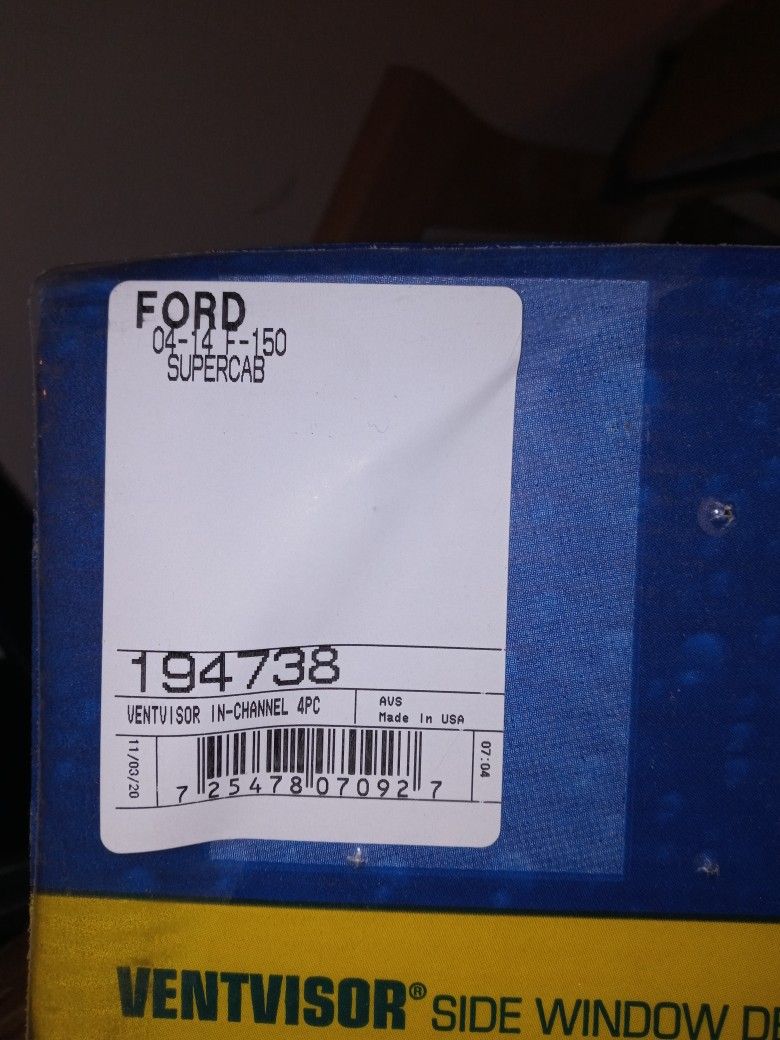 FORD
04-14 F-150
SUPERCAB
194738
VENTVISOR IN-CHANNEL 4PC
AVS
Made In USA
11/03/20
7 25478 07092 7
07:04
VENTVISOR® SIDE WINDOW DE